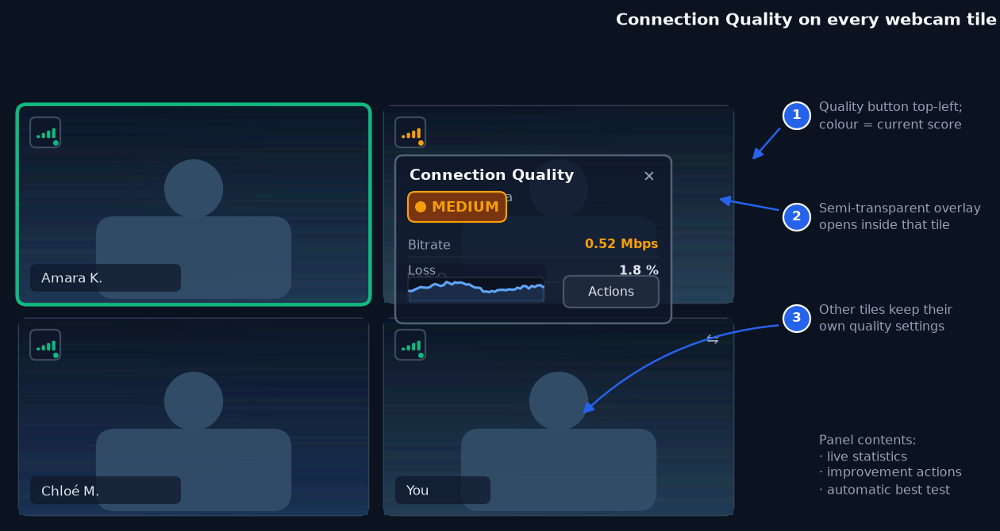 Connection Quality on every webcam tile
Connection Quality ×
MEDIUM
Bitrate 0.52 Mbps
Loss 1.8 %
Actions
Amara K.
Chloé M.
You
1 Quality button top-left;
colour = current score
2 Semi-transparent overlay
opens inside that tile
3 Other tiles keep their
own quality settings
Panel contents:
· live statistics
· improvement actions
· automatic best test